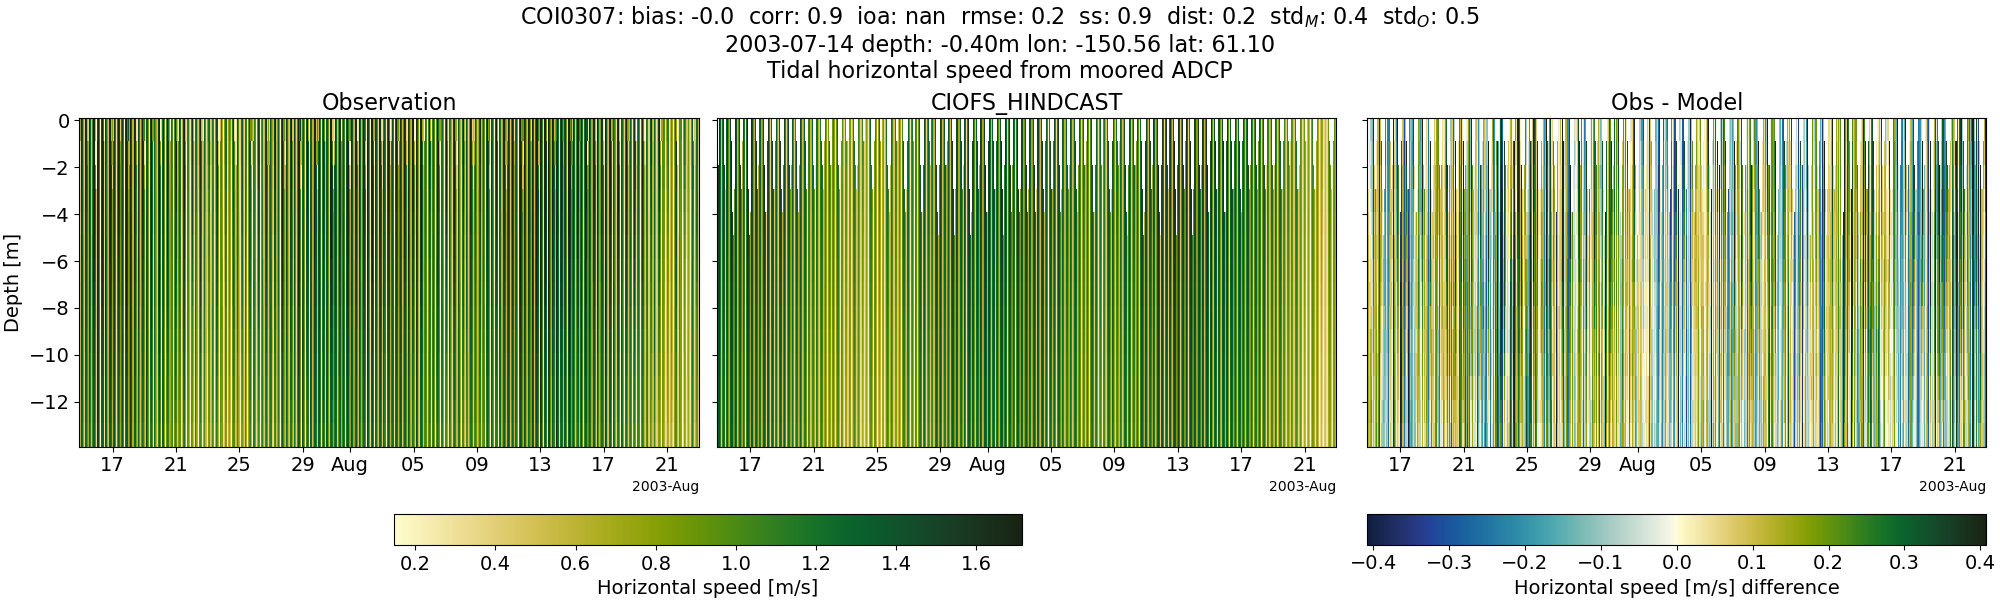 COI0307: bias: -0.0 corr: 0.9 ioa: nan rmse: 0.2 ss: 0.9 dist: 0.2 std_M: 0.4 std_O: 0.5
2003-07-14 depth: -0.40m lon: -150.56 lat: 61.10
Tidal horizontal speed from moored ADCP
Observation
CIOFS_HINDCAST
Obs - Model
Depth [m]
0
−2
−4
−6
−8
−10
−12
17 21 25 29 Aug 05 09 13 17 21
2003-Aug
17 21 25 29 Aug 05 09 13 17 21
2003-Aug
17 21 25 29 Aug 05 09 13 17 21
2003-Aug
0.2 0.4 0.6 0.8 1.0 1.2 1.4 1.6
Horizontal speed [m/s]
−0.4 −0.3 −0.2 −0.1 0.0 0.1 0.2 0.3 0.4
Horizontal speed [m/s] difference